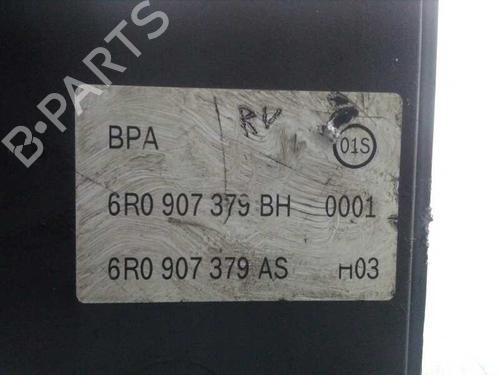 B-PARTS
RV
BPA 01S
6R0 907 379 BH 0001
6R0 907 379 AS H03